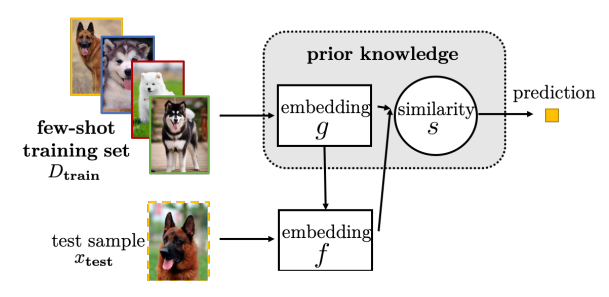 prior knowledge
few-shot
training set
D_train
embedding
g
similarity
s
prediction
test sample
x_test
embedding
f